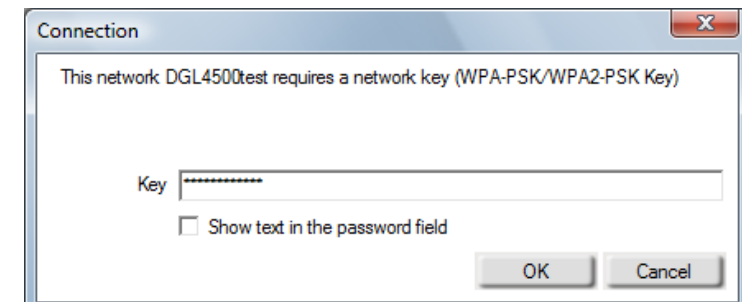 Connection
This network DGL4500test requires a network key (WPA-PSK/WPA2-PSK Key)
Key ************
Show text in the password field
OK Cancel